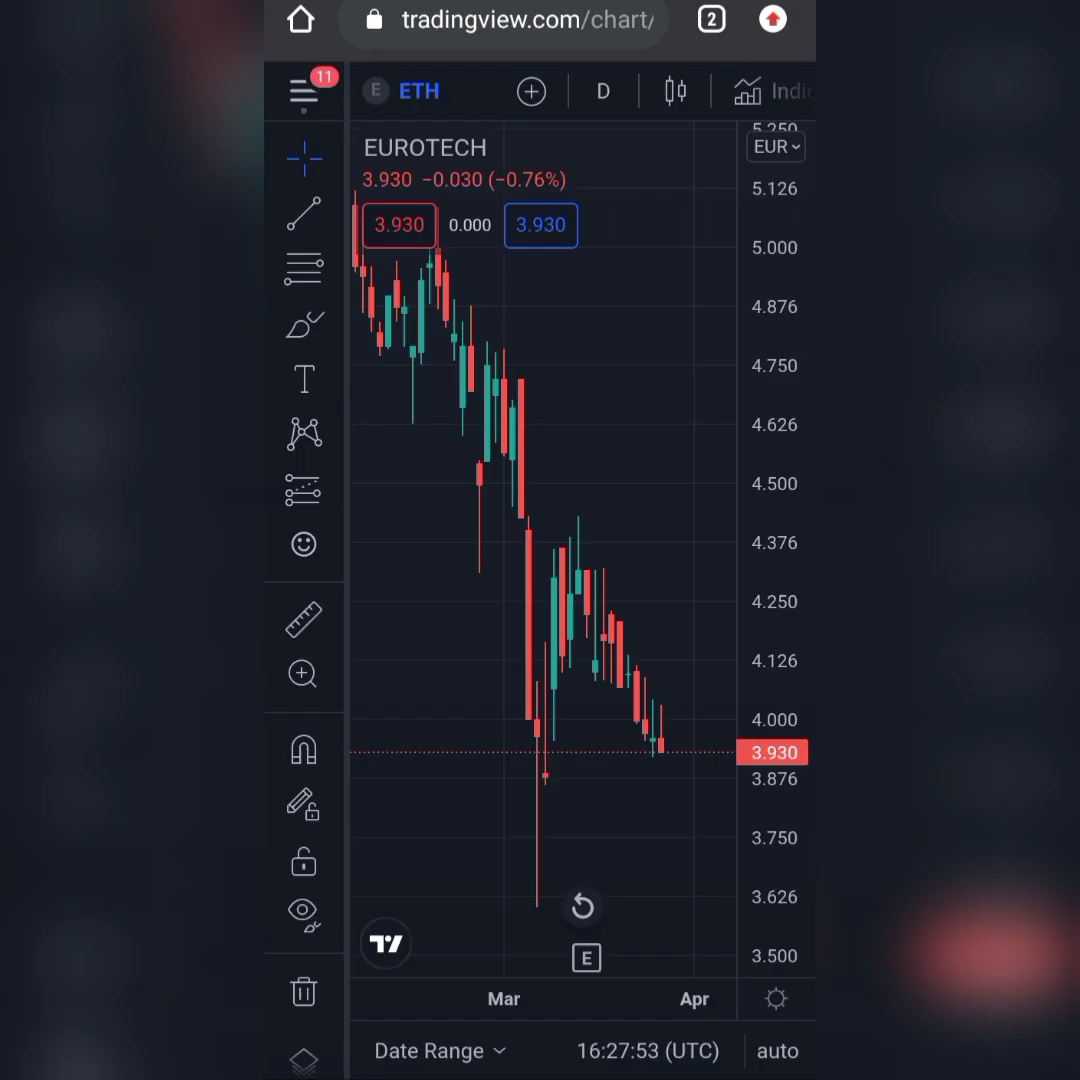 tradingview.com/chart/
2
11
E ETH
D
Indic
5.250
EUROTECH
EUR
3.930 −0.030 (−0.76%)
5.126
3.930 0.000 3.930
5.000
4.876
4.750
T
4.626
4.500
4.376
4.250
4.126
4.000
3.930
3.876
3.750
3.626
E
3.500
Mar Apr
Date Range 16:27:53 (UTC) auto